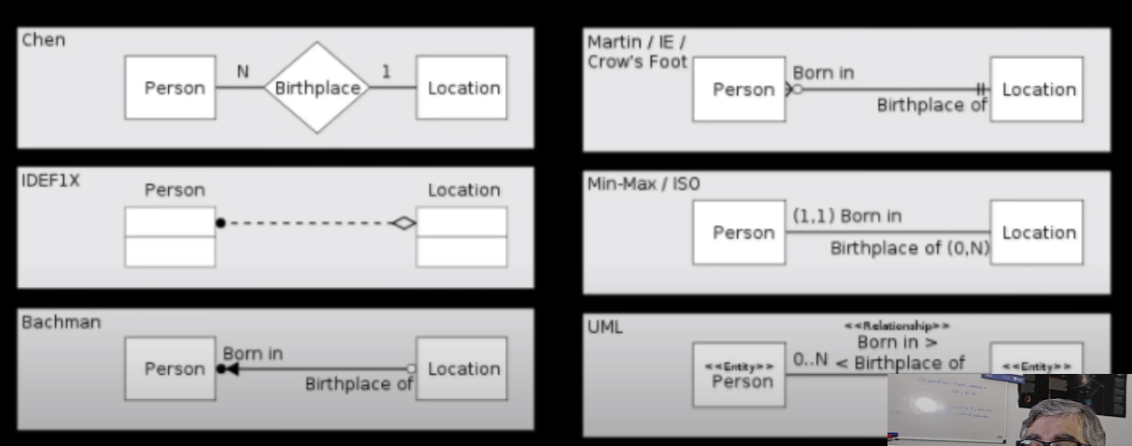 Chen
Person
N
Birthplace
1
Location
IDEF1X
Person
Location
Bachman
Person
Born in
Birthplace of
Location
Martin / IE /
Crow's Foot
Person
Born in
Birthplace of
Location
Min-Max / ISO
Person
(1,1) Born in
Birthplace of (0,N)
Location
UML
<<Relationship>>
Born in >
0..N < Birthplace of
<<Entity>>
Person
<<Entity>>